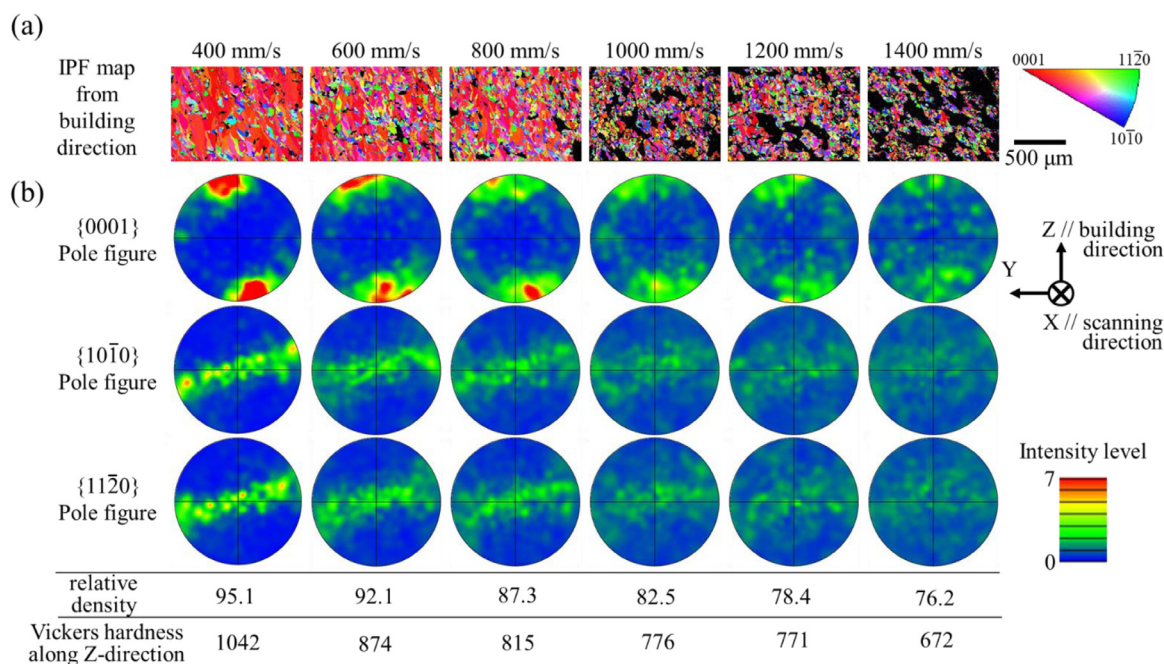 (a)
400 mm/s 600 mm/s 800 mm/s 1000 mm/s 1200 mm/s 1400 mm/s
IPF map
from
building
direction
0001 112̅0
101̅0
500 μm
(b)
{0001}
Pole figure
Z // building
direction
Y
X // scanning
direction
{101̅0}
Pole figure
{112̅0}
Pole figure
Intensity level
7
0
relative
density
95.1 92.1 87.3 82.5 78.4 76.2
Vickers hardness
along Z-direction
1042 874 815 776 771 672